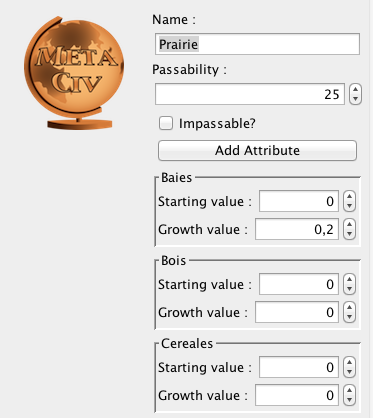 META
CIV
Name :
Prairie
Passability :
25
Impassable?
Add Attribute
Baies
Starting value : 0
Growth value : 0,2
Bois
Starting value : 0
Growth value : 0
Cereales
Starting value : 0
Growth value : 0